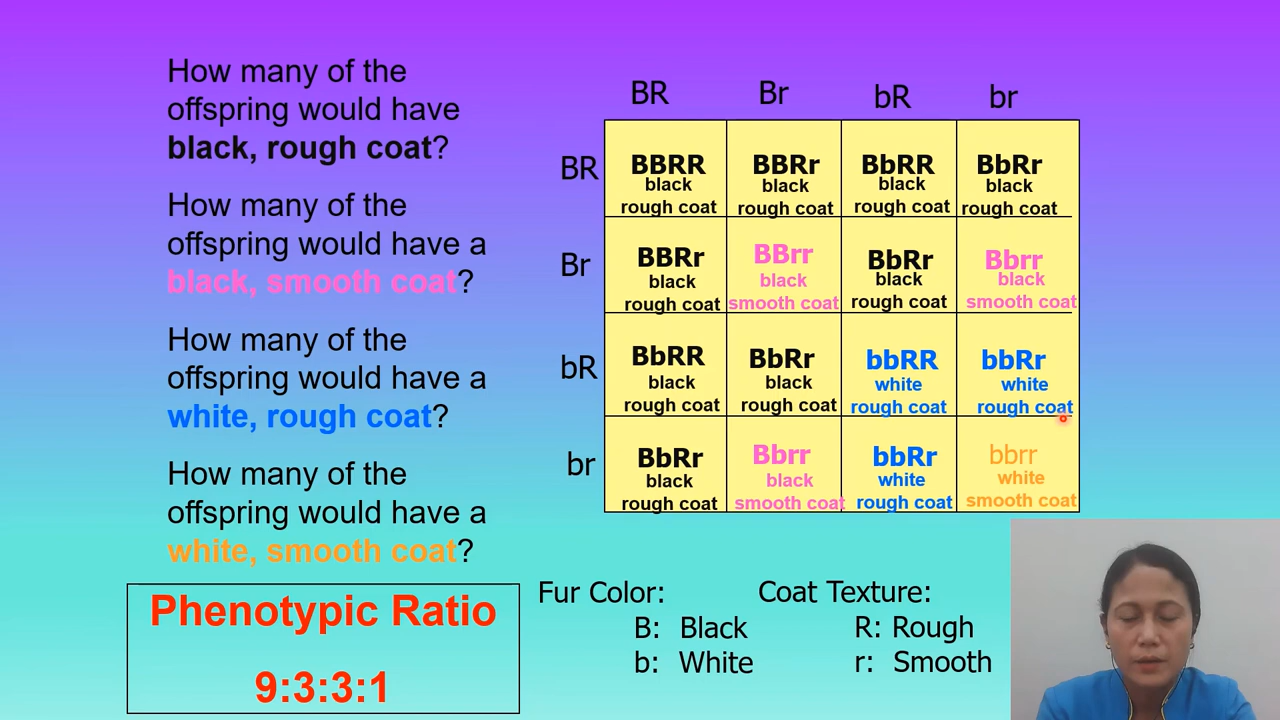 How many of the
offspring would have
black, rough coat?
How many of the
offspring would have a
black, smooth coat?
How many of the
offspring would have a
white, rough coat?
How many of the
offspring would have a
white, smooth coat?
Phenotypic Ratio
9:3:3:1
BR Br bR br
BR BBRR BBRr BbRR BbRr
black black black black
rough coat rough coat rough coat rough coat
Br BBRr BBrr BbRr Bbrr
black black black black
rough coat smooth coat rough coat smooth coat
bR BbRR BbRr bbRR bbRr
black black white white
rough coat rough coat rough coat rough coat
br BbRr Bbrr bbRr bbrr
black black white white
rough coat smooth coat rough coat smooth coat
Fur Color: Coat Texture:
B: Black R: Rough
b: White r: Smooth